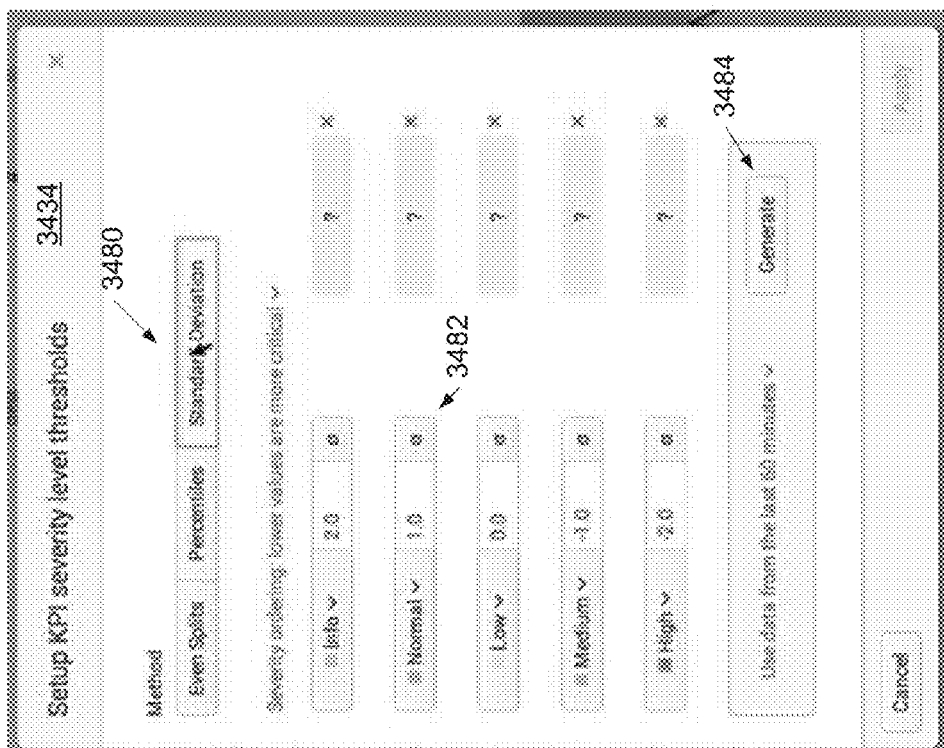 Setup KPI severity level thresholds ×
3434
3480
Method
Even Splits Percentiles Standard Deviation
Severity ordering: lower values are more critical
Info 2.0 σ ? ×
Normal 1.0 σ ? ×
3482
Low 0.0 σ ? ×
Medium -1.0 σ ? ×
High -2.0 σ ? ×
3484
Use data from the last 60 minutes Generate
Cancel Apply